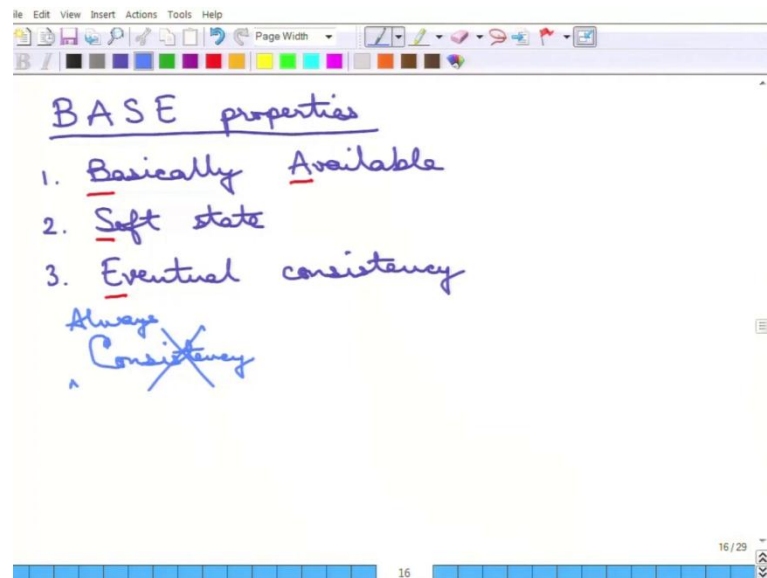 ile Edit View Insert Actions Tools Help
Page Width
B I
BASE properties
1. Basically Available
2. Soft state
3. Eventual consistency
Always
Consistency
^
16/29
16